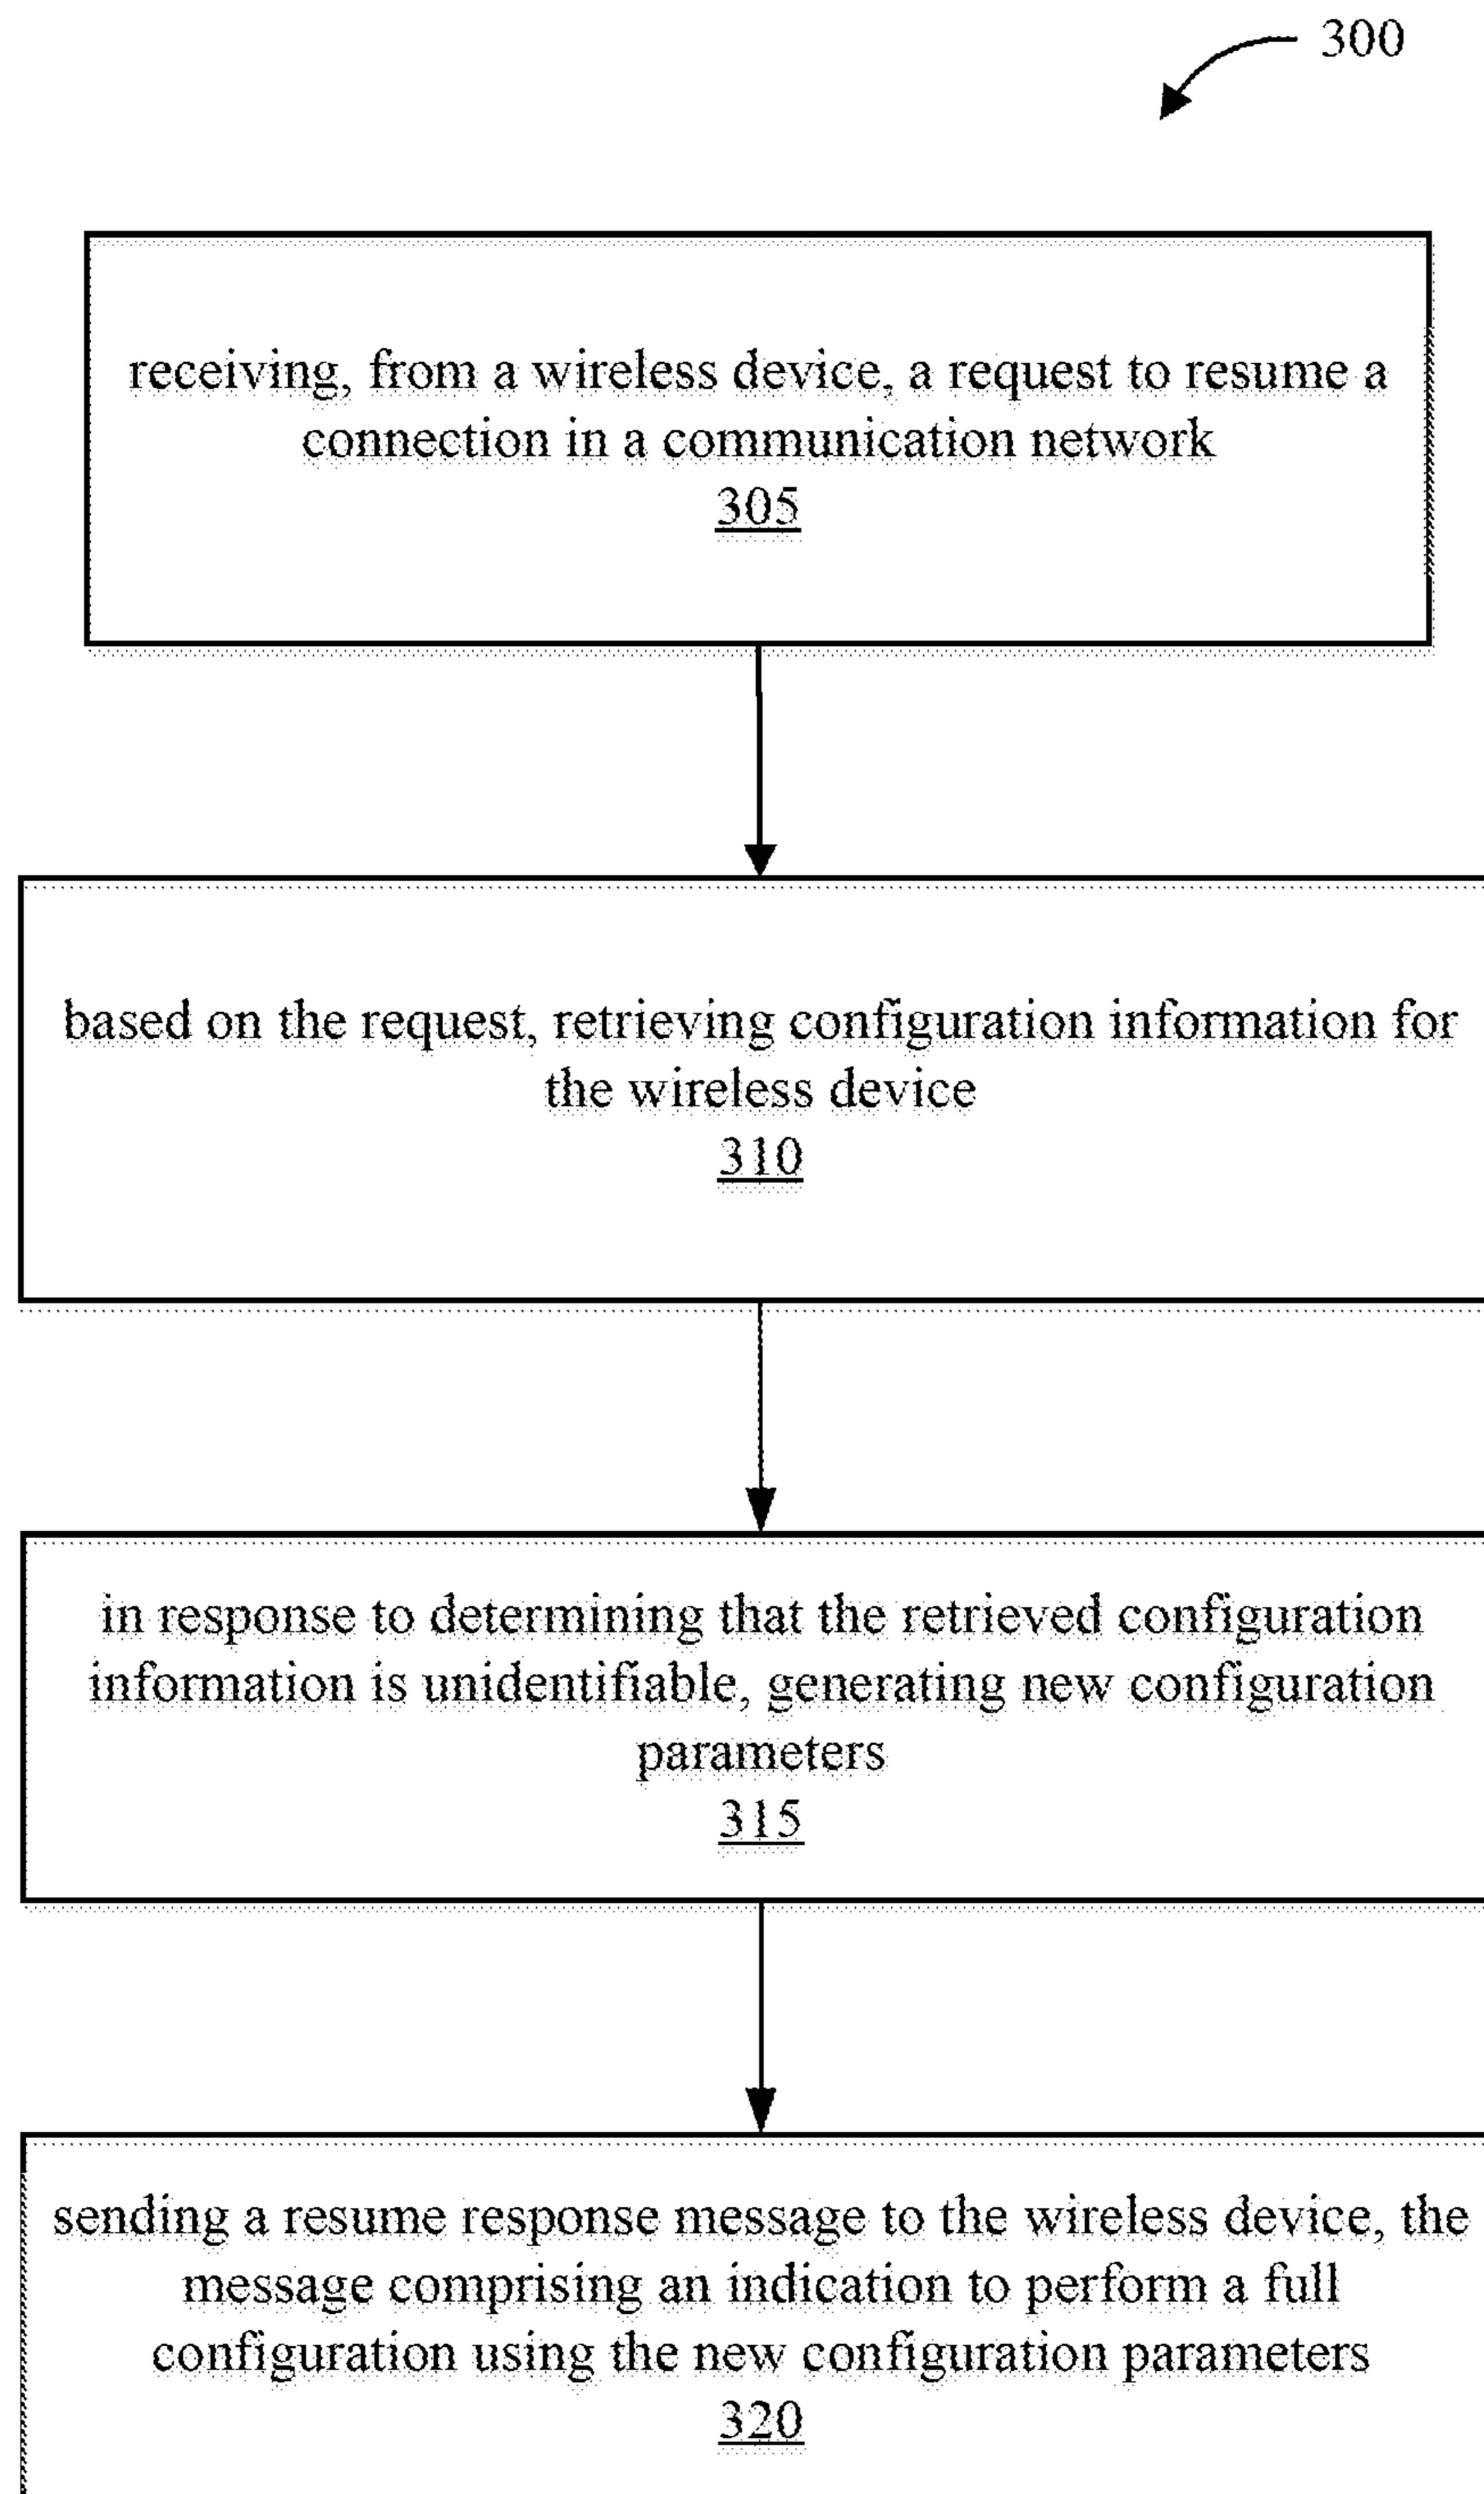 300
receiving, from a wireless device, a request to resume a
connection in a communication network
305
based on the request, retrieving configuration information for
the wireless device
310
in response to determining that the retrieved configuration
information is unidentifiable, generating new configuration
parameters
315
sending a resume response message to the wireless device, the
message comprising an indication to perform a full
configuration using the new configuration parameters
320